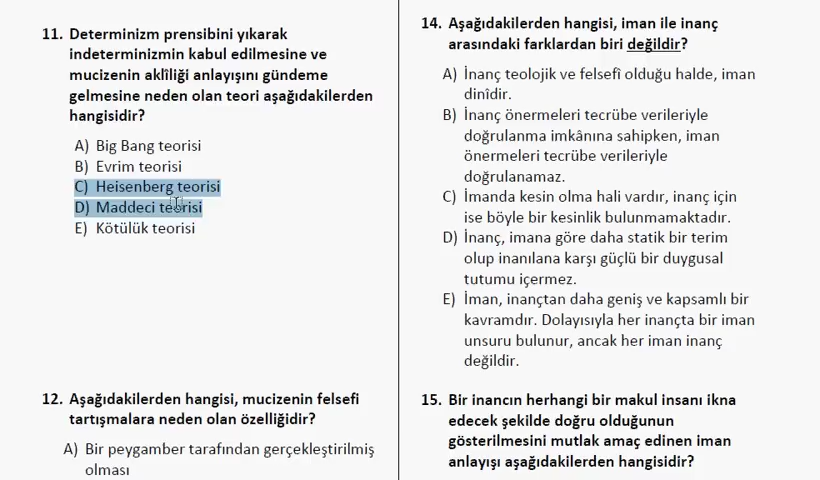 11. Determinizm prensibini yıkarak
indeterminizmin kabul edilmesine ve
mucizenin aklîliği anlayışını gündeme
gelmesine neden olan teori aşağıdakilerden
hangisidir?
A) Big Bang teorisi
B) Evrim teorisi
C) Heisenberg teorisi
D) Maddeci teorisi
E) Kötülük teorisi
12. Aşağıdakilerden hangisi, mucizenin felsefi
tartışmalara neden olan özelliğidir?
A) Bir peygamber tarafından gerçekleştirilmiş
olması
14. Aşağıdakilerden hangisi, iman ile inanç
arasındaki farklardan biri değildir?
A) İnanç teolojik ve felsefî olduğu halde, iman
dinîdir.
B) İnanç önermeleri tecrübe verileriyle
doğrulanma imkânına sahipken, iman
önermeleri tecrübe verileriyle
doğrulanamaz.
C) İmanda kesin olma hali vardır, inanç için
ise böyle bir kesinlik bulunmamaktadır.
D) İnanç, imana göre daha statik bir terim
olup inanılana karşı güçlü bir duygusal
tutumu içermez.
E) İman, inançtan daha geniş ve kapsamlı bir
kavramdır. Dolayısıyla her inançta bir iman
unsuru bulunur, ancak her iman inanç
değildir.
15. Bir inancın herhangi bir makul insanı ikna
edecek şekilde doğru olduğunun
gösterilmesini mutlak amaç edinen iman
anlayışı aşağıdakilerden hangisidir?